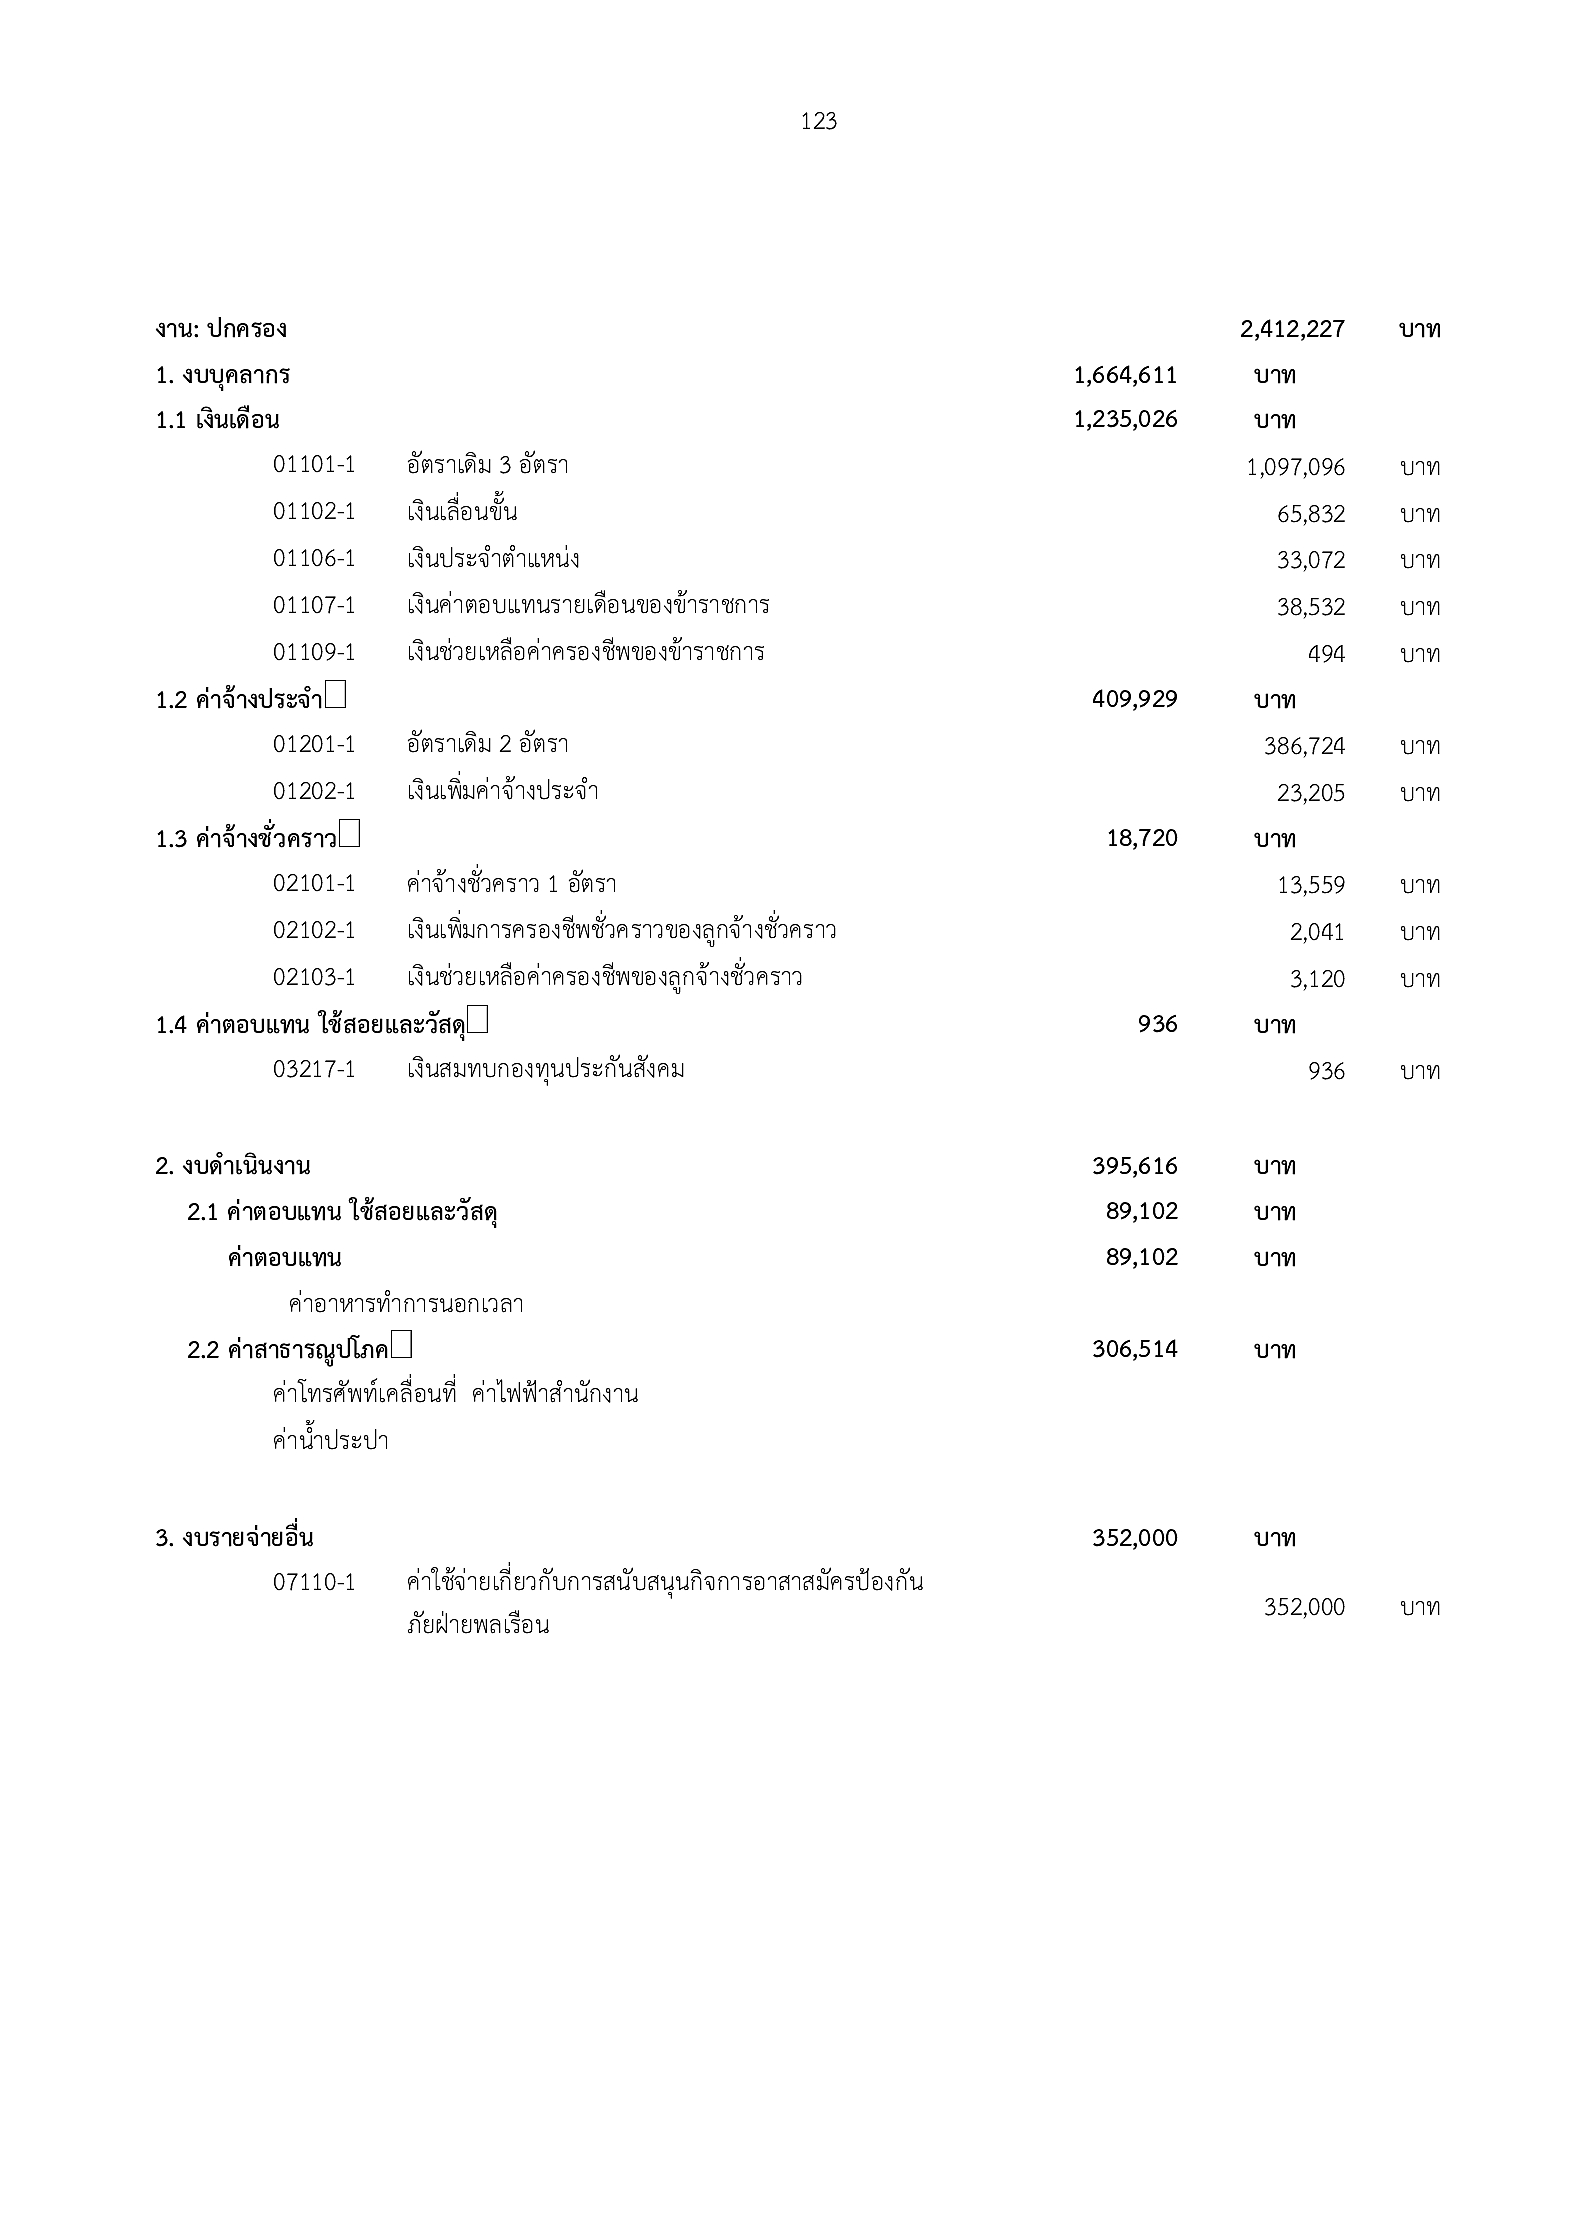 123
งาน: ปกครอง 2,412,227 บาท
1. งบบุคลากร 1,664,611 บาท
1.1 เงินเดือน 1,235,026 บาท
01101-1 อัตราเดิม 3 อัตรา 1,097,096 บาท
01102-1 เงินเลื่อนขั้น 65,832 บาท
01106-1 เงินประจำตำแหน่ง 33,072 บาท
01107-1 เงินค่าตอบแทนรายเดือนของข้าราชการ 38,532 บาท
01109-1 เงินช่วยเหลือค่าครองชีพของข้าราชการ 494 บาท
1.2 ค่าจ้างประจำ 409,929 บาท
01201-1 อัตราเดิม 2 อัตรา 386,724 บาท
01202-1 เงินเพิ่มค่าจ้างประจำ 23,205 บาท
1.3 ค่าจ้างชั่วคราว 18,720 บาท
02101-1 ค่าจ้างชั่วคราว 1 อัตรา 13,559 บาท
02102-1 เงินเพิ่มการครองชีพชั่วคราวของลูกจ้างชั่วคราว 2,041 บาท
02103-1 เงินช่วยเหลือค่าครองชีพของลูกจ้างชั่วคราว 3,120 บาท
1.4 ค่าตอบแทน ใช้สอยและวัสดุ 936 บาท
03217-1 เงินสมทบกองทุนประกันสังคม 936 บาท
2. งบดำเนินงาน 395,616 บาท
2.1 ค่าตอบแทน ใช้สอยและวัสดุ 89,102 บาท
ค่าตอบแทน 89,102 บาท
ค่าอาหารทำการนอกเวลา
2.2 ค่าสาธารณูปโภค 306,514 บาท
ค่าโทรศัพท์เคลื่อนที่ ค่าไฟฟ้าสำนักงาน
ค่าน้ำประปา
3. งบรายจ่ายอื่น 352,000 บาท
07110-1 ค่าใช้จ่ายเกี่ยวกับการสนับสนุนกิจการอาสาสมัครป้องกัน
ภัยฝ่ายพลเรือน 352,000 บาท